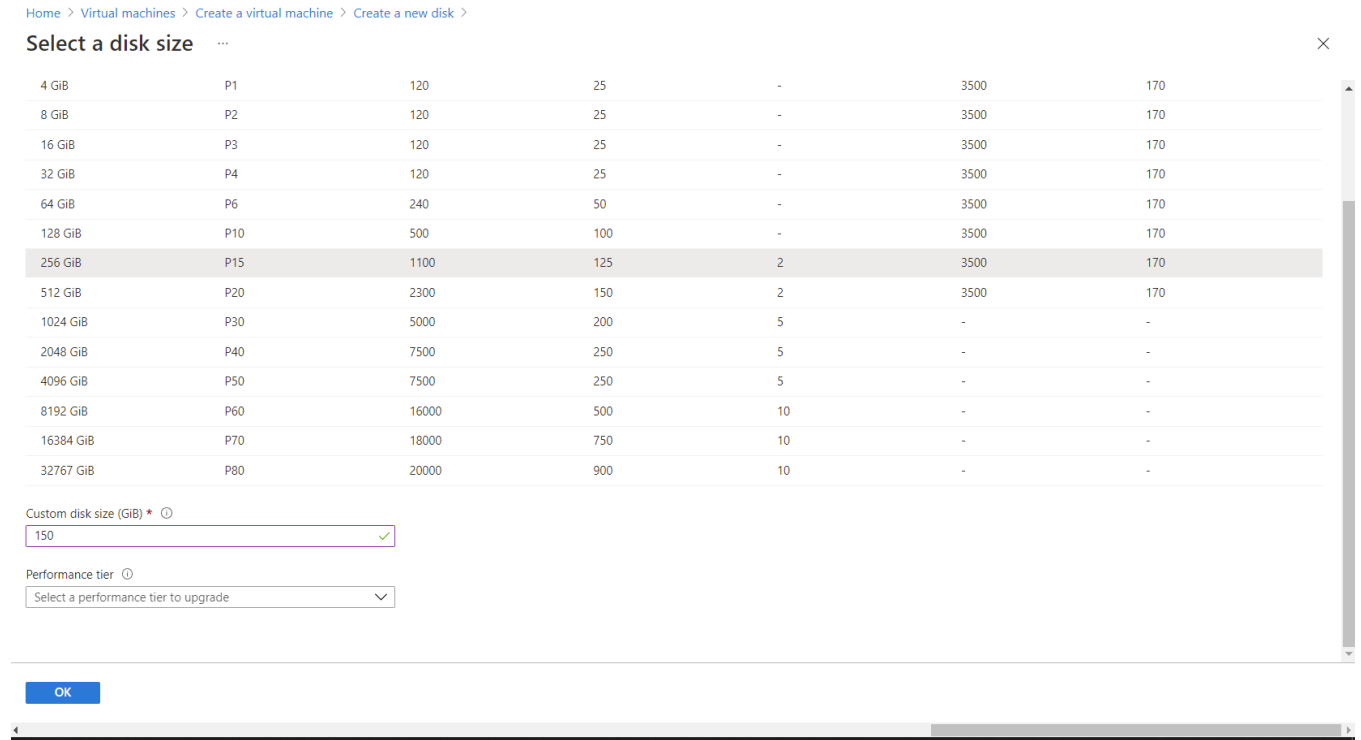 Home > Virtual machines > Create a virtual machine > Create a new disk >
Select a disk size ...
4 GiB P1 120 25 - 3500 170
8 GiB P2 120 25 - 3500 170
16 GiB P3 120 25 - 3500 170
32 GiB P4 120 25 - 3500 170
64 GiB P6 240 50 - 3500 170
128 GiB P10 500 100 - 3500 170
256 GiB P15 1100 125 2 3500 170
512 GiB P20 2300 150 2 3500 170
1024 GiB P30 5000 200 5 - -
2048 GiB P40 7500 250 5 - -
4096 GiB P50 7500 250 5 - -
8192 GiB P60 16000 500 10 - -
16384 GiB P70 18000 750 10 - -
32767 GiB P80 20000 900 10 - -
Custom disk size (GiB) *
150
Performance tier
Select a performance tier to upgrade
OK